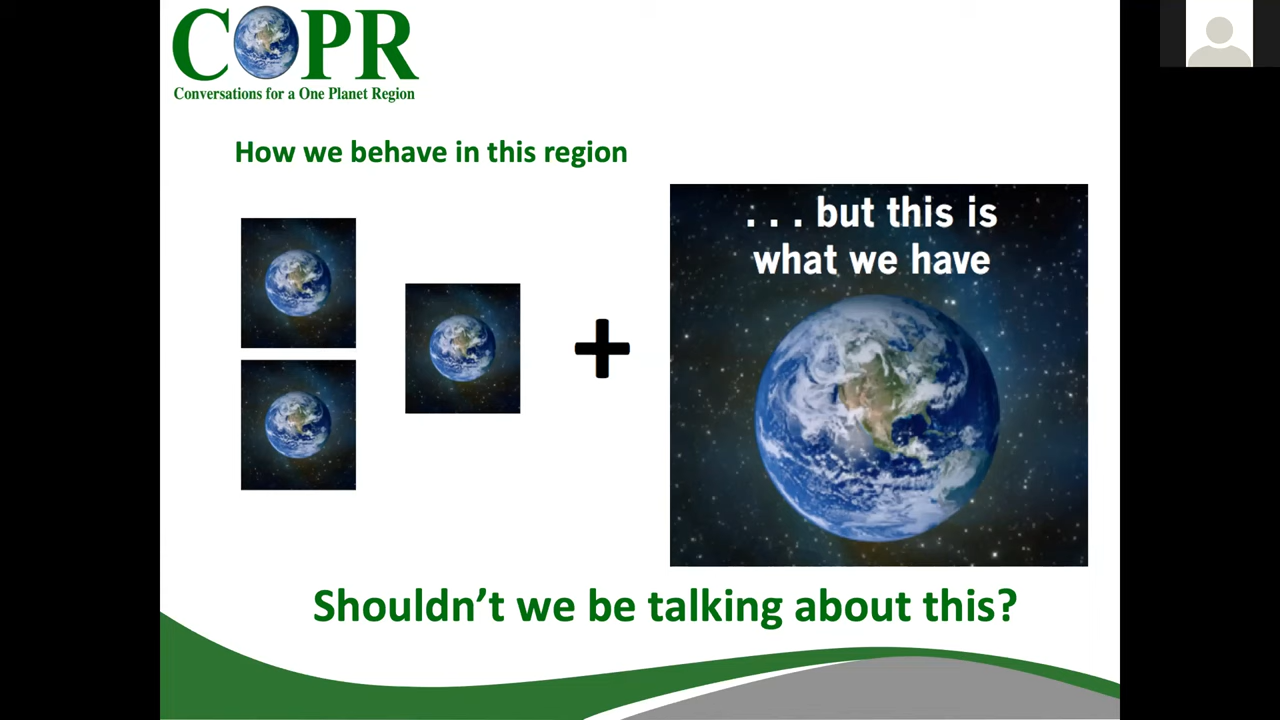 COPR
Conversations for a One Planet Region
How we behave in this region
. . . but this is
what we have
+
Shouldn’t we be talking about this?